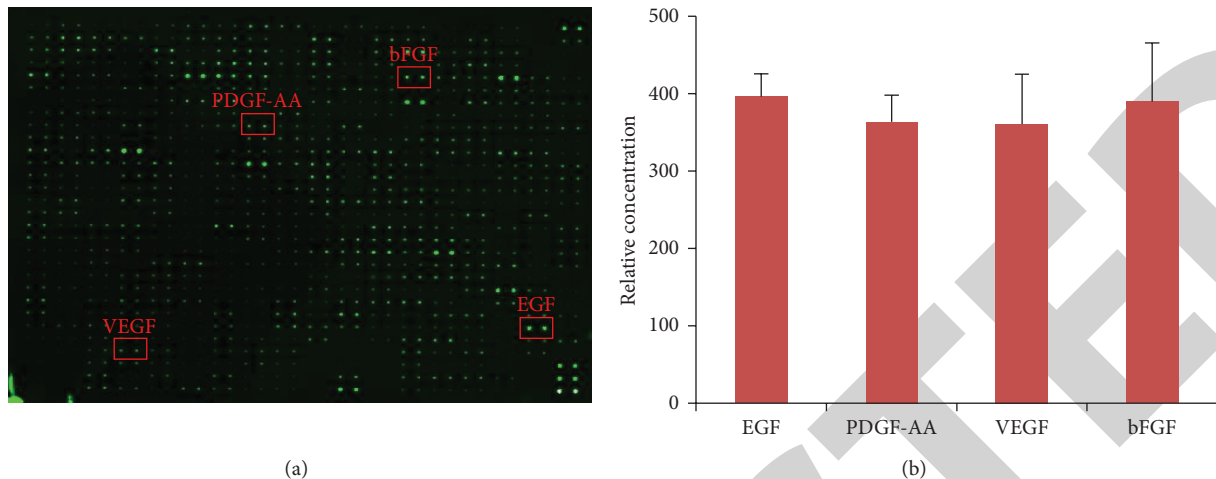 bFGF
PDGF-AA
EGF
VEGF
(a)
500
400
300
200
100
0
Relative concentration
EGF PDGF-AA VEGF bFGF
(b)